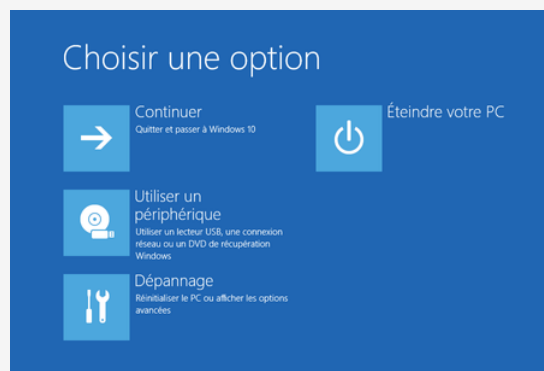 Choisir une option
Continuer
Quitter et passer à Windows 10
Éteindre votre PC
Utiliser un
périphérique
Utiliser un lecteur USB, une connexion
réseau ou un DVD de récupération
Windows
Dépannage
Réinitialiser le PC ou afficher les options
avancées